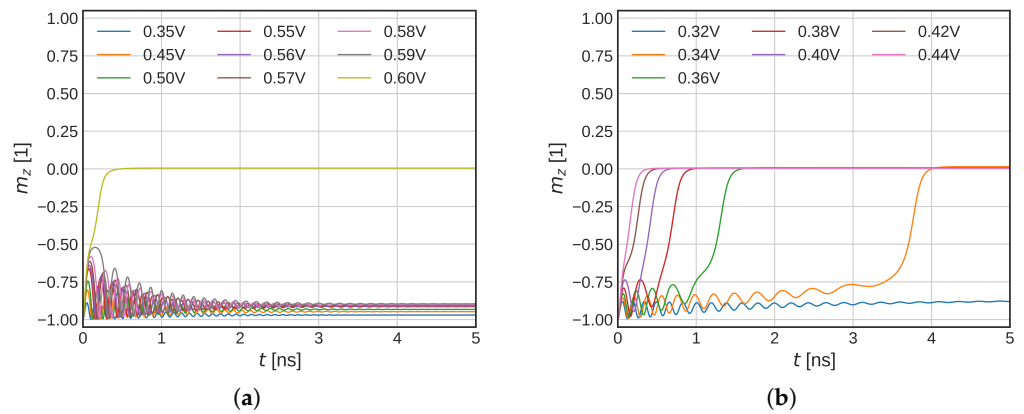 1.00
0.75
0.50
0.25
0.00
−0.25
−0.50
−0.75
−1.00
m_z [1]
0.35V 0.55V 0.58V
0.45V 0.56V 0.59V
0.50V 0.57V 0.60V
0 1 2 3 4 5
t [ns]
(a)
1.00
0.75
0.50
0.25
0.00
−0.25
−0.50
−0.75
−1.00
m_z [1]
0.32V 0.38V 0.42V
0.34V 0.40V 0.44V
0.36V
0 1 2 3 4 5
t [ns]
(b)